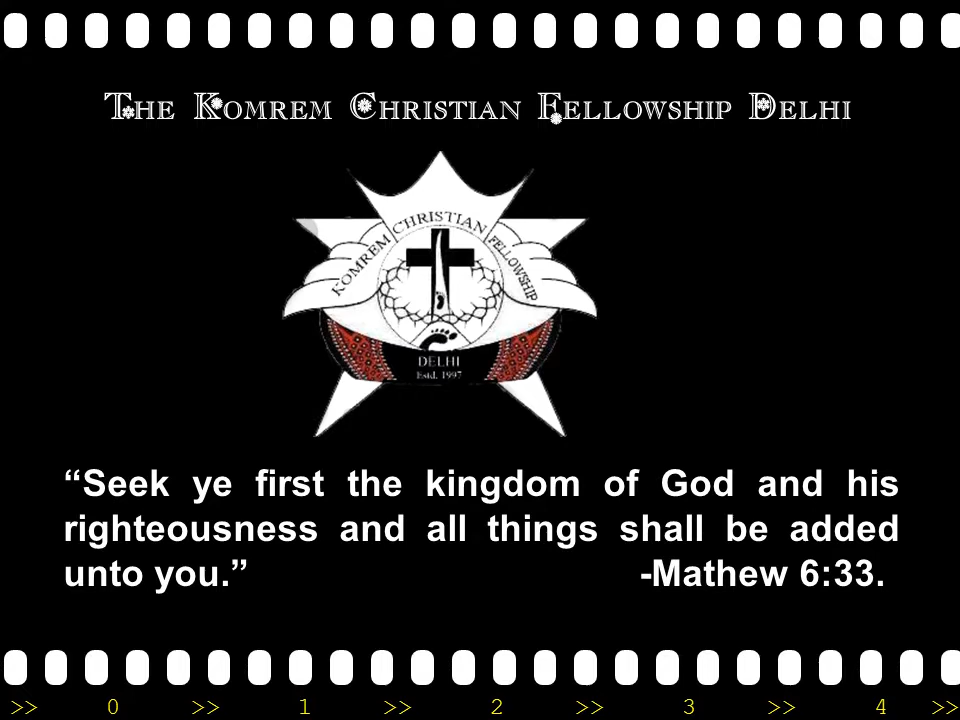 The Komrem Christian Fellowship Delhi
KOMREM CHRISTIAN FELLOWSHIP
DELHI
Estd. 1997
“Seek ye first the kingdom of God and his
righteousness and all things shall be added
unto you.” -Mathew 6:33.
>> 0 >> 1 >> 2 >> 3 >> 4 >>